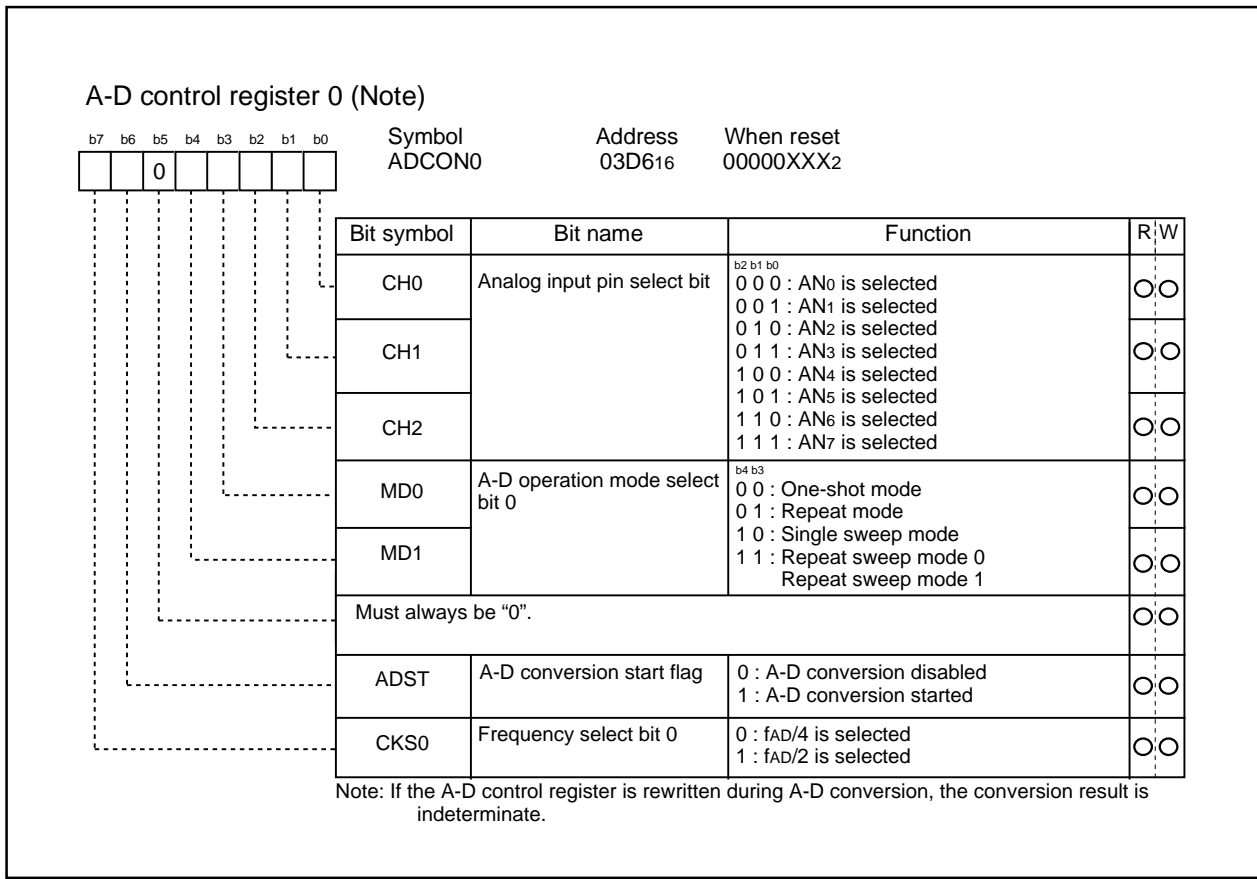 A-D control register 0 (Note)
b7 b6 b5 b4 b3 b2 b1 b0
0
Symbol Address When reset
ADCON0 03D616 00000XXX2
Bit symbol Bit name Function R W
CH0 Analog input pin select bit
b2 b1 b0
0 0 0 : AN0 is selected
0 0 1 : AN1 is selected
0 1 0 : AN2 is selected
CH1
0 1 1 : AN3 is selected
1 0 0 : AN4 is selected
1 0 1 : AN5 is selected
CH2
1 1 0 : AN6 is selected
1 1 1 : AN7 is selected
MD0 A-D operation mode select
bit 0
b4 b3
0 0 : One-shot mode
0 1 : Repeat mode
MD1
1 0 : Single sweep mode
1 1 : Repeat sweep mode 0
Repeat sweep mode 1
Must always be “0”.
ADST A-D conversion start flag 0 : A-D conversion disabled
1 : A-D conversion started
CKS0 Frequency select bit 0 0 : fAD/4 is selected
1 : fAD/2 is selected
Note: If the A-D control register is rewritten during A-D conversion, the conversion result is
indeterminate.